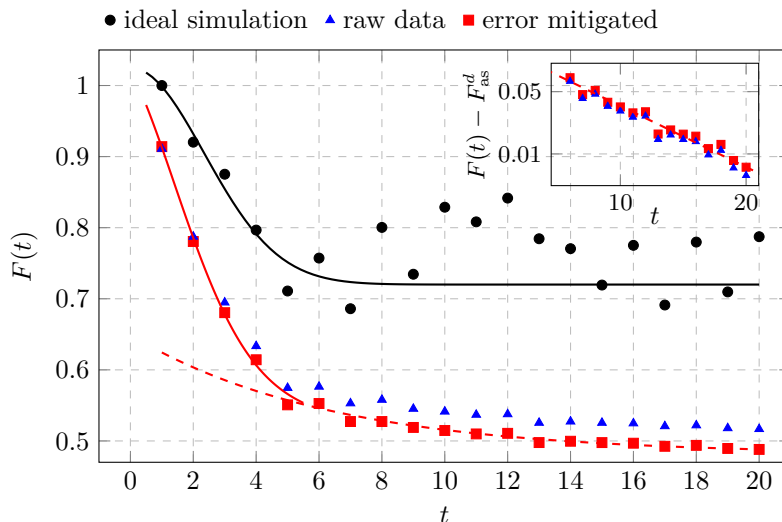 ideal simulation raw data error mitigated
1
0.9
0.8
0.7
0.6
0.5
F(t)
0 2 4 6 8 10 12 14 16 18 20
t
0.05
0.01
F(t) − F^d_as
10 20
t